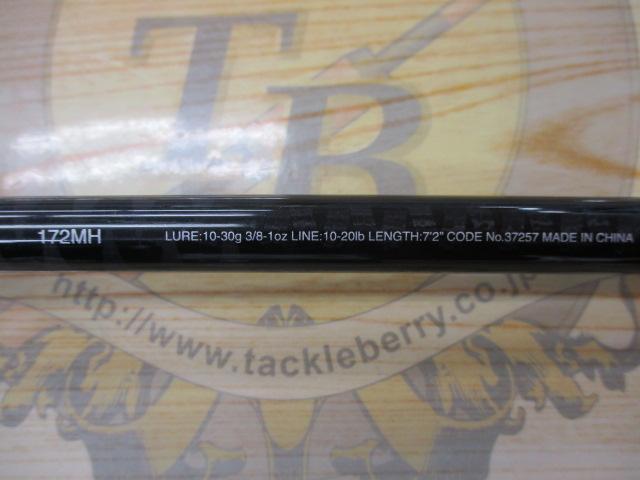 TB
172MH LURE:10-30g 3/8-1oz LINE:10-20lb LENGTH:7'2" CODE No.37257 MADE IN CHINA
http://www.tackleberry.co.jp